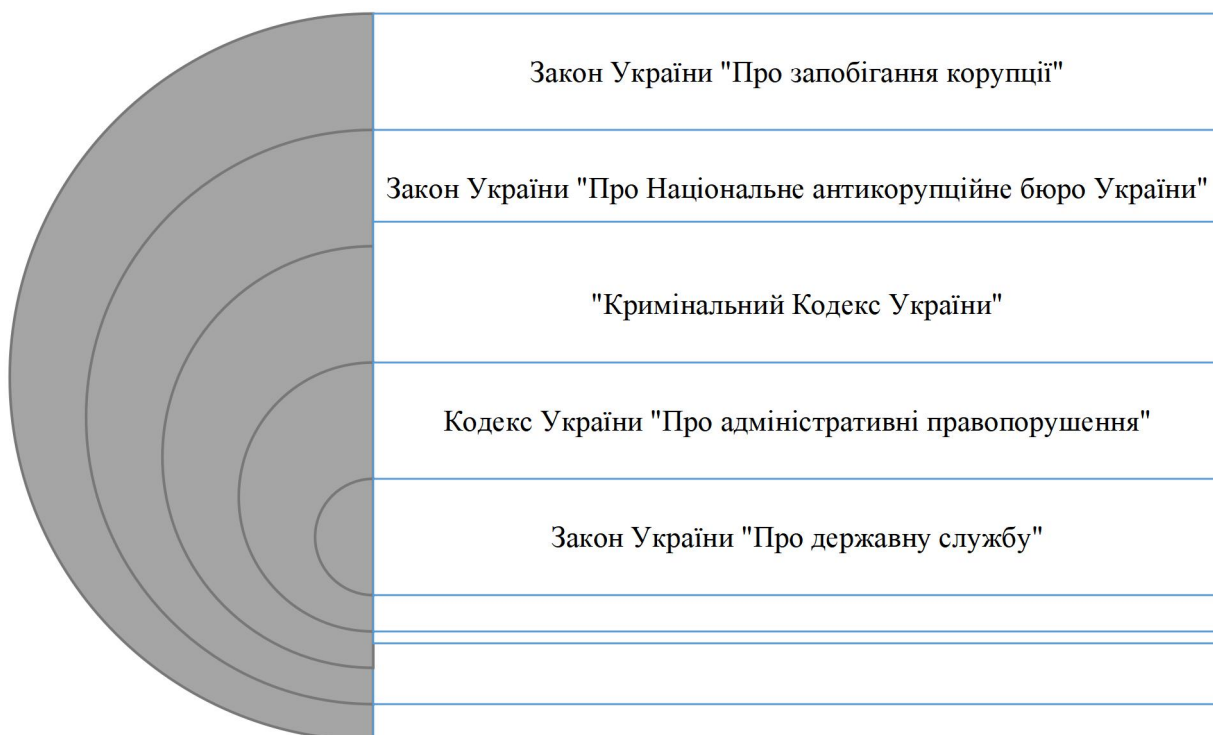 Закон України "Про запобігання корупції"
Закон України "Про Національне антикорупційне бюро України"
"Кримінальний Кодекс України"
Кодекс України "Про адміністративні правопорушення"
Закон України "Про державну службу"